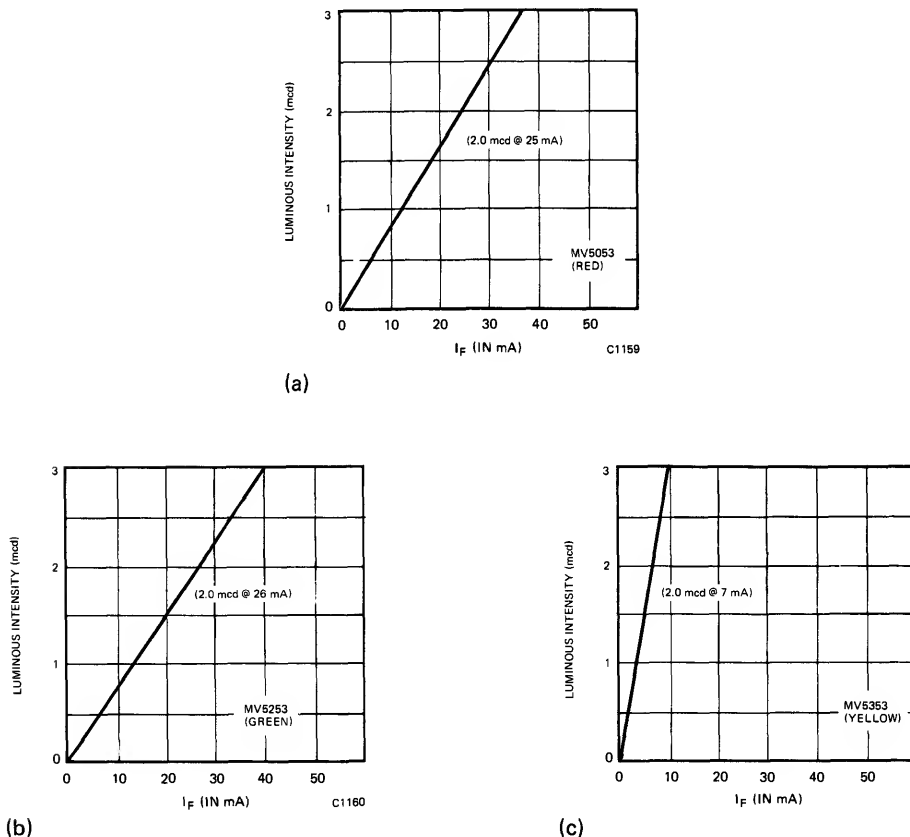 3
2
1
0
LUMINOUS INTENSITY (mcd)
(2.0 mcd @ 25 mA)
MV5053
(RED)
0 10 20 30 40 50
IF (IN mA)
C1159
(a)
3
2
1
0
LUMINOUS INTENSITY (mcd)
(2.0 mcd @ 26 mA)
MV5253
(GREEN)
0 10 20 30 40 50
IF (IN mA)
C1160
(b)
3
2
1
0
LUMINOUS INTENSITY (mcd)
(2.0 mcd @ 7 mA)
MV5353
(YELLOW)
0 10 20 30 40 50
IF (IN mA)
(c)